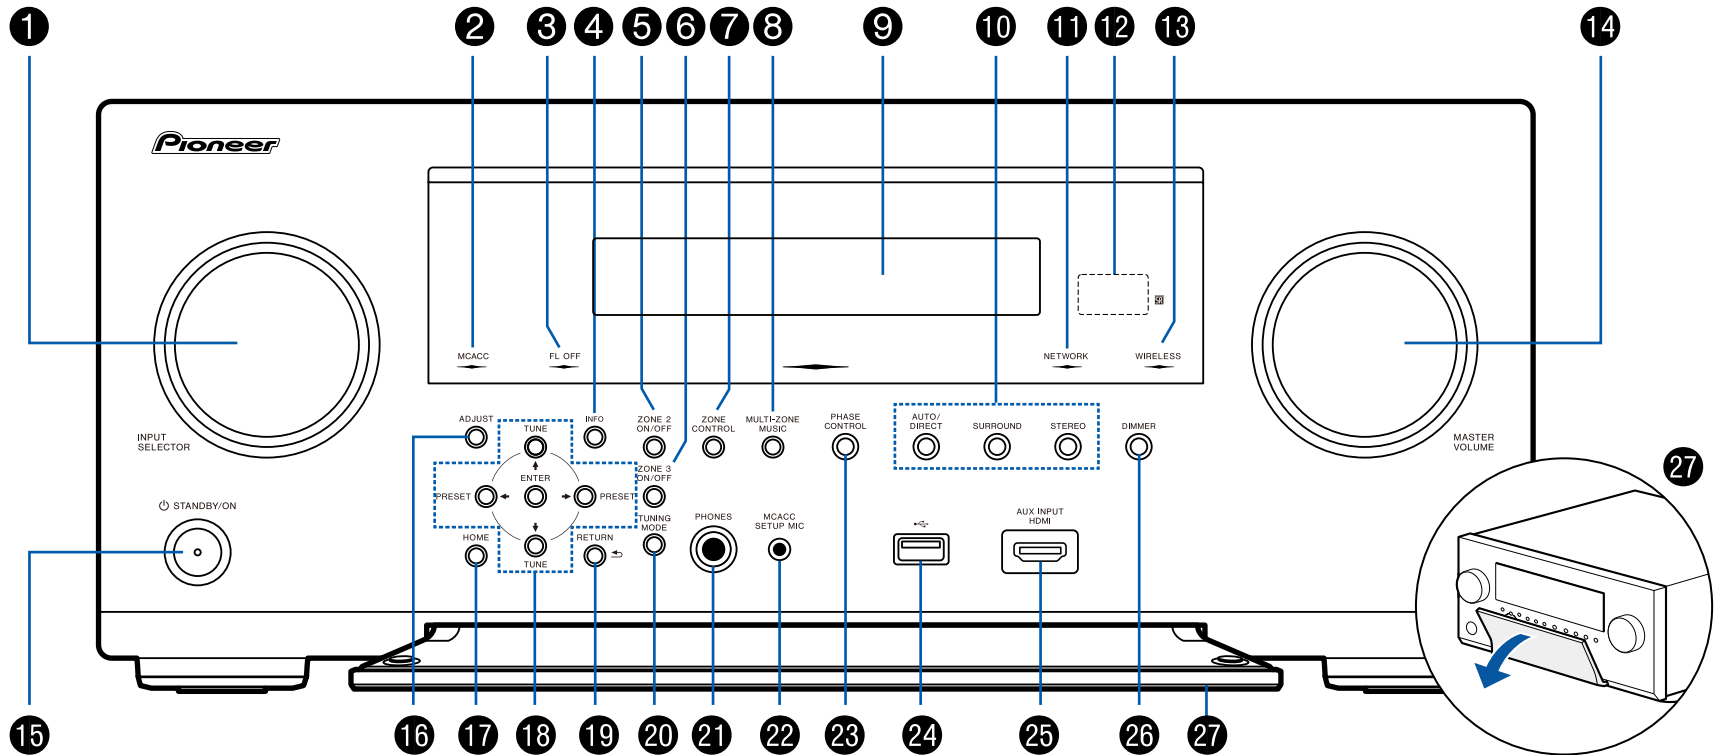 1 2 3 4 5 6 7 8 9 10 11 12 13 14
Pioneer
MCACC
FL OFF
NETWORK
WIRELESS
INPUT
SELECTOR
ADJUST
TUNE
INFO
ZONE 2
ON/OFF
ZONE
CONTROL
MULTI-ZONE
MUSIC
PHASE
CONTROL
AUTO/
DIRECT
SURROUND
STEREO
DIMMER
MASTER
VOLUME
27
ENTER
PRESET
PRESET
ZONE 3
ON/OFF
STANDBY/ON
HOME
TUNE
RETURN
TUNING
MODE
PHONES
MCACC
SETUP MIC
AUX INPUT
HDMI
15 16 17 18 19 20 21 22 23 24 25 26 27